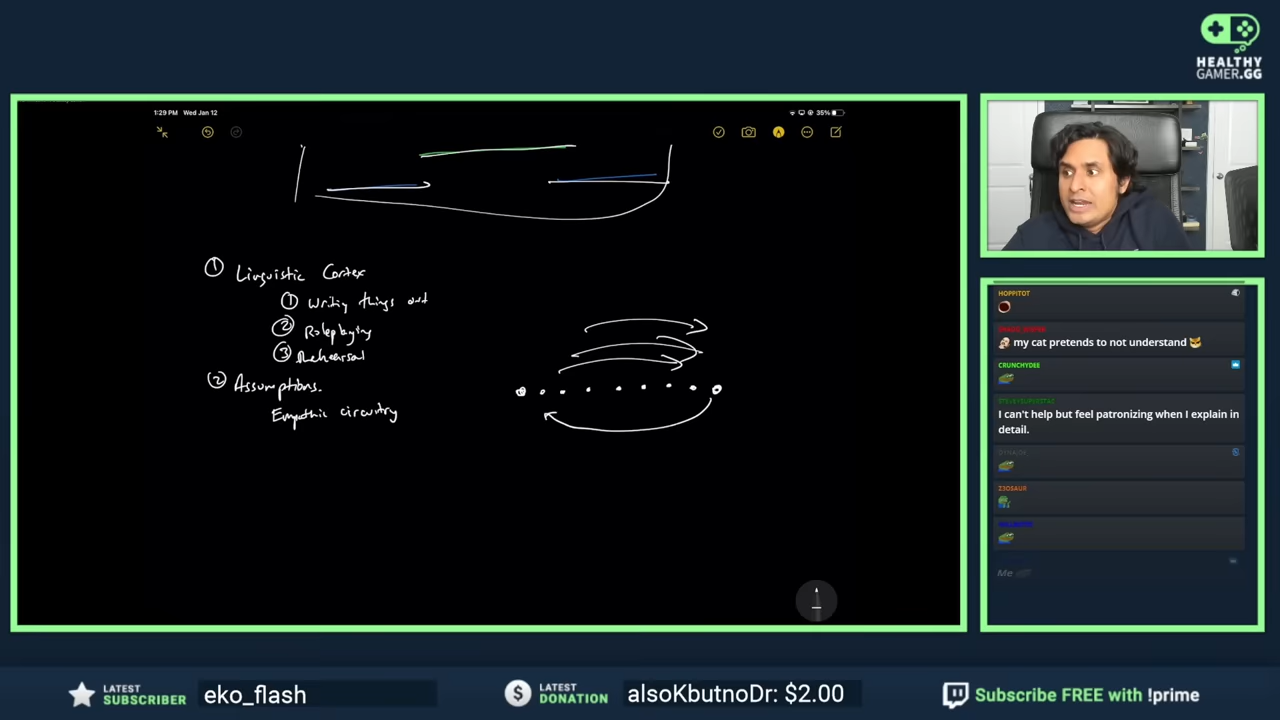 HEALTHY
GAMER.GG
1:29 PM Wed Jan 12
35%
① Linguistic Cortex
① Writing things out
② Roleplaying
③ Rehearsal
② Assumptions.
Empathic circuitry
HOPPITOT
my cat pretends to not understand
CRUNCHYDEE
I can't help but feel patronizing when I explain in
detail.
Z3OSAUR
Me
LATEST
SUBSCRIBER
eko_flash
$
LATEST
DONATION
alsoKbutnoDr: $2.00
Subscribe FREE with !prime